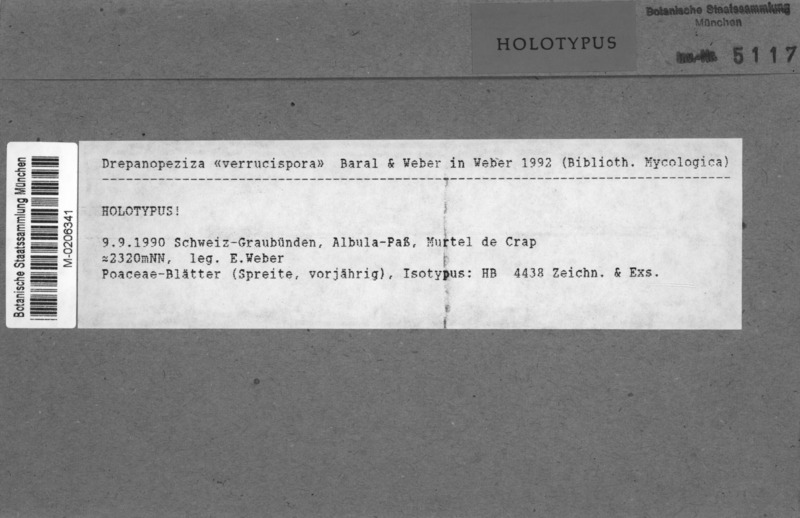 Botanische Staatssammlung
München
HOLOTYPUS
Inv.-Nr. 5117
Drepanopeziza «verrucispora» Baral & Weber in Weber 1992 (Biblioth. Mycologica)
HOLOTYPUS!
9.9.1990 Schweiz-Graubünden, Albula-Paß, Murtel de Crap
≈2320mNN, leg. E.Weber
Poaceae-Blätter (Spreite, vorjährig), Isotypus: HB 4438 Zeichn. & Exs.
Botanische Staatssammlung München
M-0206341